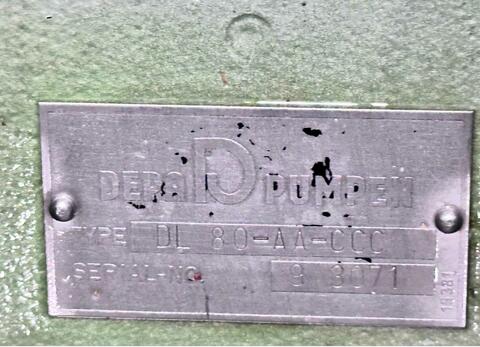 DEPA PUMPEN
TYPE DL 80-AA-CCC
SERIAL-NO. 9 3071